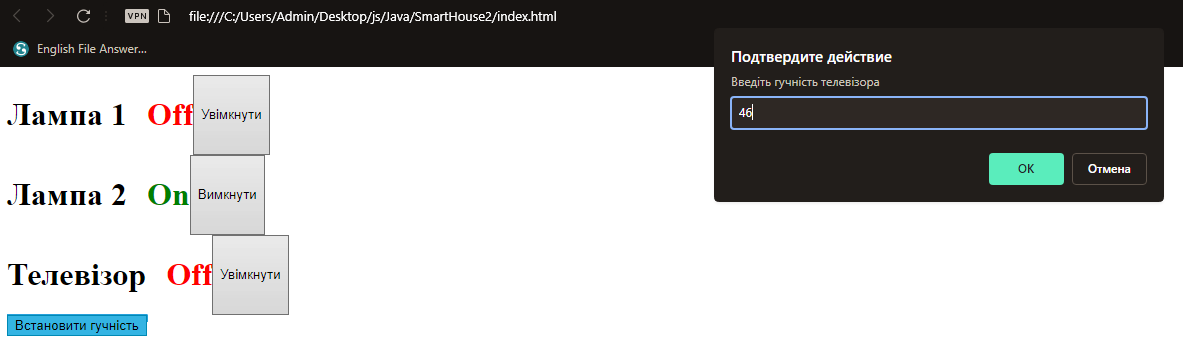 VPN file:///C:/Users/Admin/Desktop/js/Java/SmartHouse2/index.html
English File Answer...
Подтвердите действие
Введіть гучність телевізора
46
ОК Отмена
Лампа 1 Off Увімкнути
Лампа 2 On Вимкнути
Телевізор Off Увімкнути
Встановити гучність